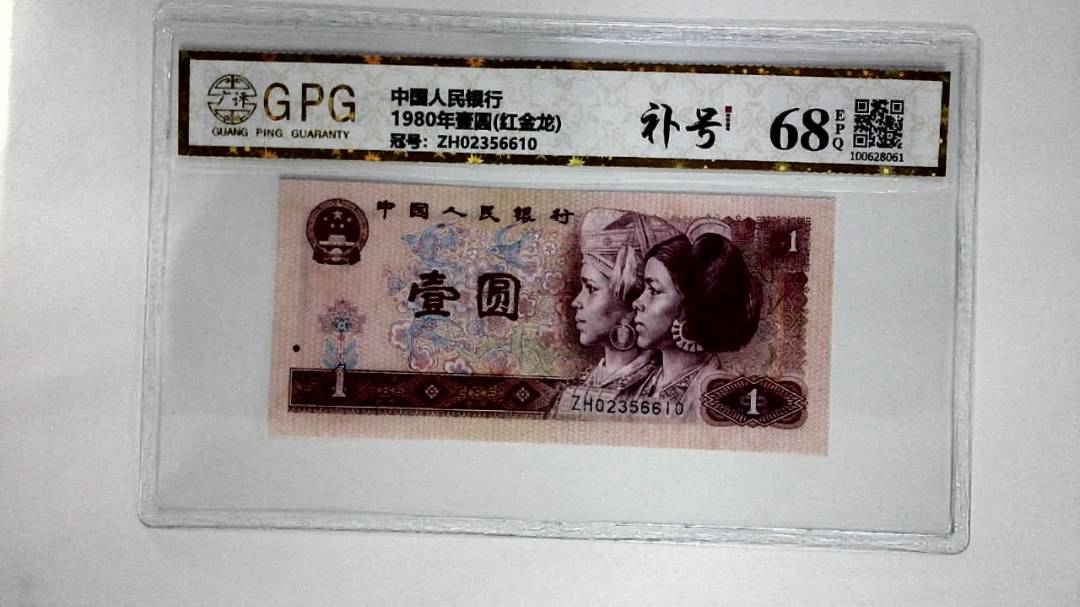 GPG
GUANG PING GUARANTY
中国人民银行
1980年壹圆(红金龙)
冠号: ZH02356610
补号
68
EPQ
100628061
中国人民银行
壹圆
1
1
ZH02356610
1